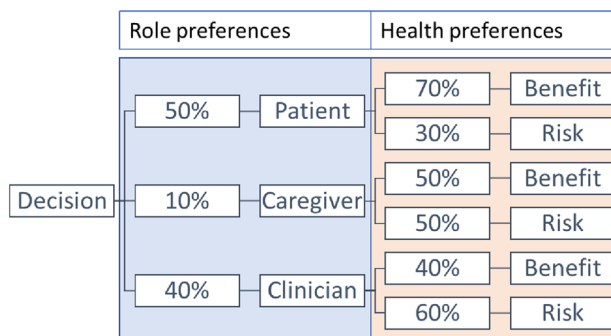 Role preferences
Health preferences
Decision
50%
Patient
70%
Benefit
30%
Risk
10%
Caregiver
50%
Benefit
50%
Risk
40%
Clinician
40%
Benefit
60%
Risk